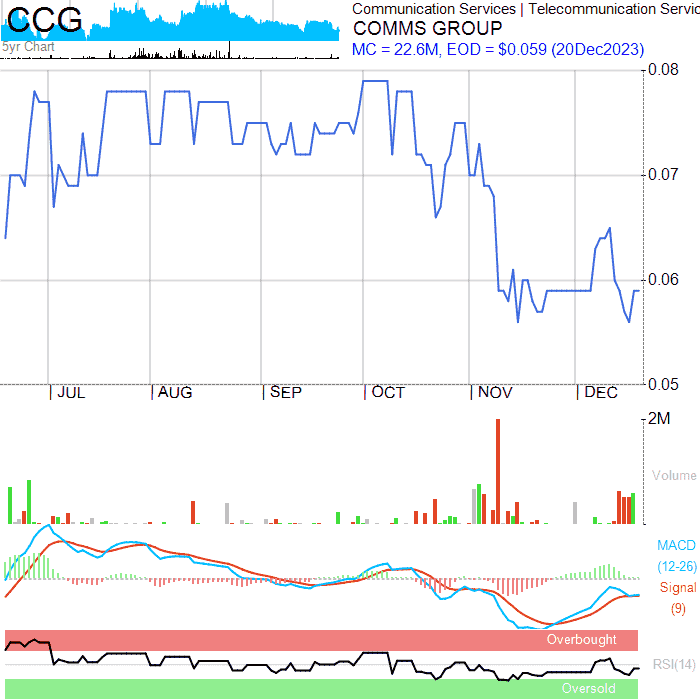 CCG
5yr Chart
Communication Services | Telecommunication Servic
COMMS GROUP
MC = 22.6M, EOD = $0.059 (20Dec2023)
0.08
0.07
0.06
0.05
JUL AUG SEP OCT NOV DEC
2M
Volume
MACD
(12-26)
Signal
(9)
Overbought
RSI(14)
Oversold